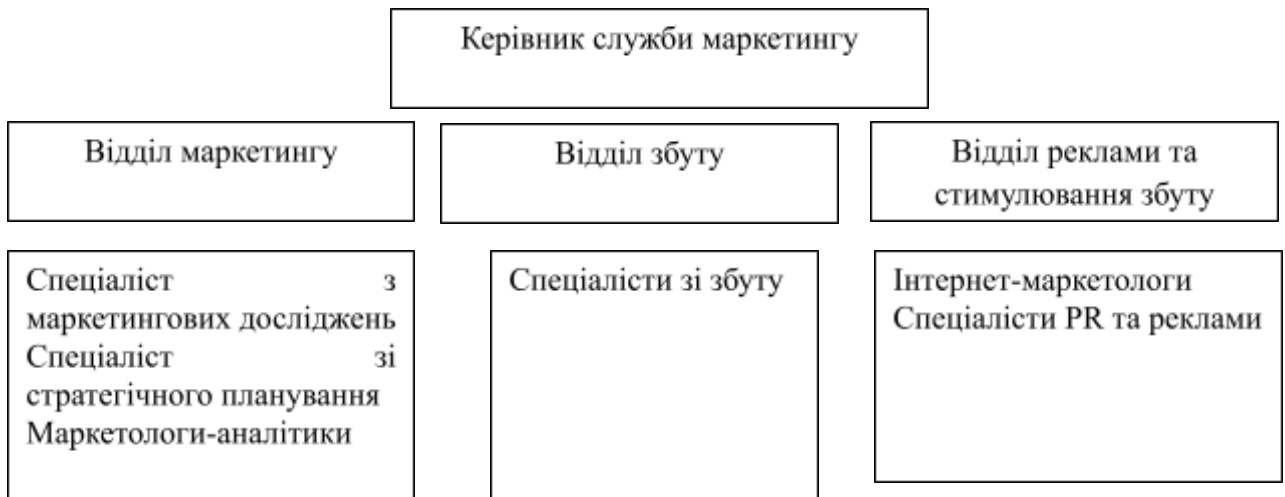 Керівник служби маркетингу
Відділ маркетингу
Відділ збуту
Відділ реклами та
стимулювання збуту
Спеціаліст з
маркетингових досліджень
Спеціаліст зі
стратегічного планування
Маркетологи-аналітики
Спеціалісти зі збуту
Інтернет-маркетологи
Спеціалісти PR та реклами